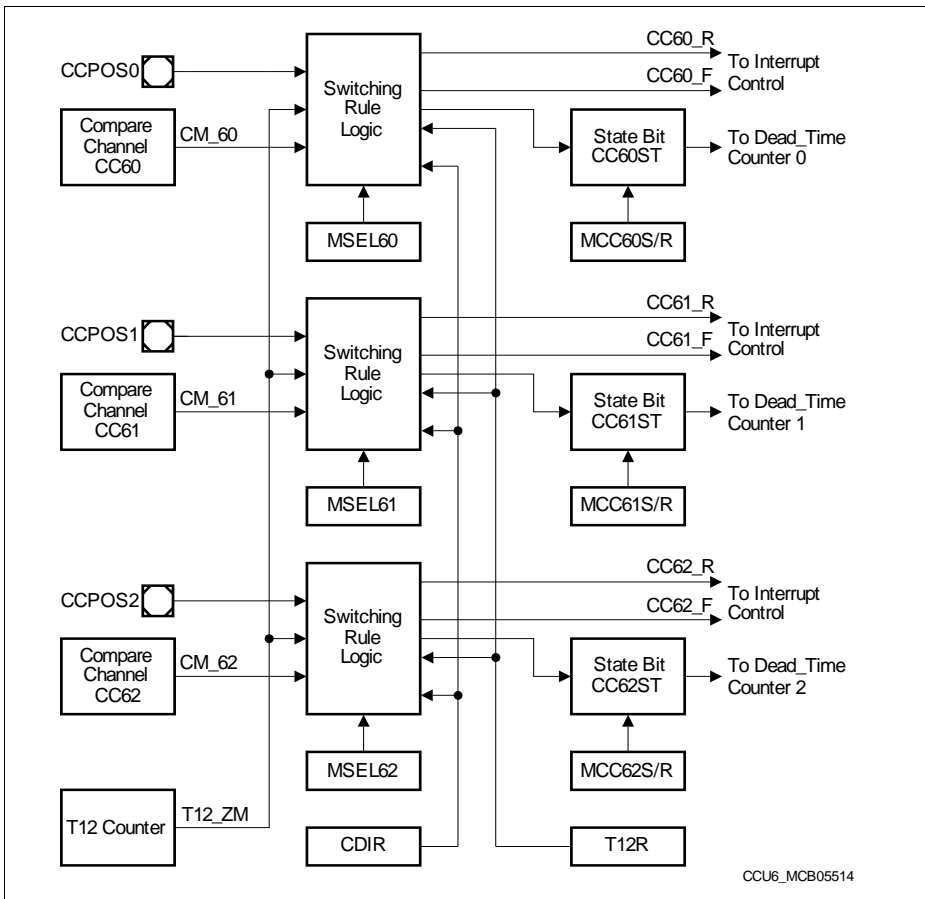 CC60_R
CCPOS0
Switching
Rule
Logic
To Interrupt
Control
CC60_F
Compare
Channel
CC60
CM_60
State Bit
CC60ST
To Dead_Time
Counter 0
MSEL60
MCC60S/R
CC61_R
CCPOS1
Switching
Rule
Logic
To Interrupt
Control
CC61_F
Compare
Channel
CC61
CM_61
State Bit
CC61ST
To Dead_Time
Counter 1
MSEL61
MCC61S/R
CC62_R
CCPOS2
Switching
Rule
Logic
To Interrupt
Control
CC62_F
Compare
Channel
CC62
CM_62
State Bit
CC62ST
To Dead_Time
Counter 2
MSEL62
MCC62S/R
T12 Counter
T12_ZM
CDIR
T12R
CCU6_MCB05514